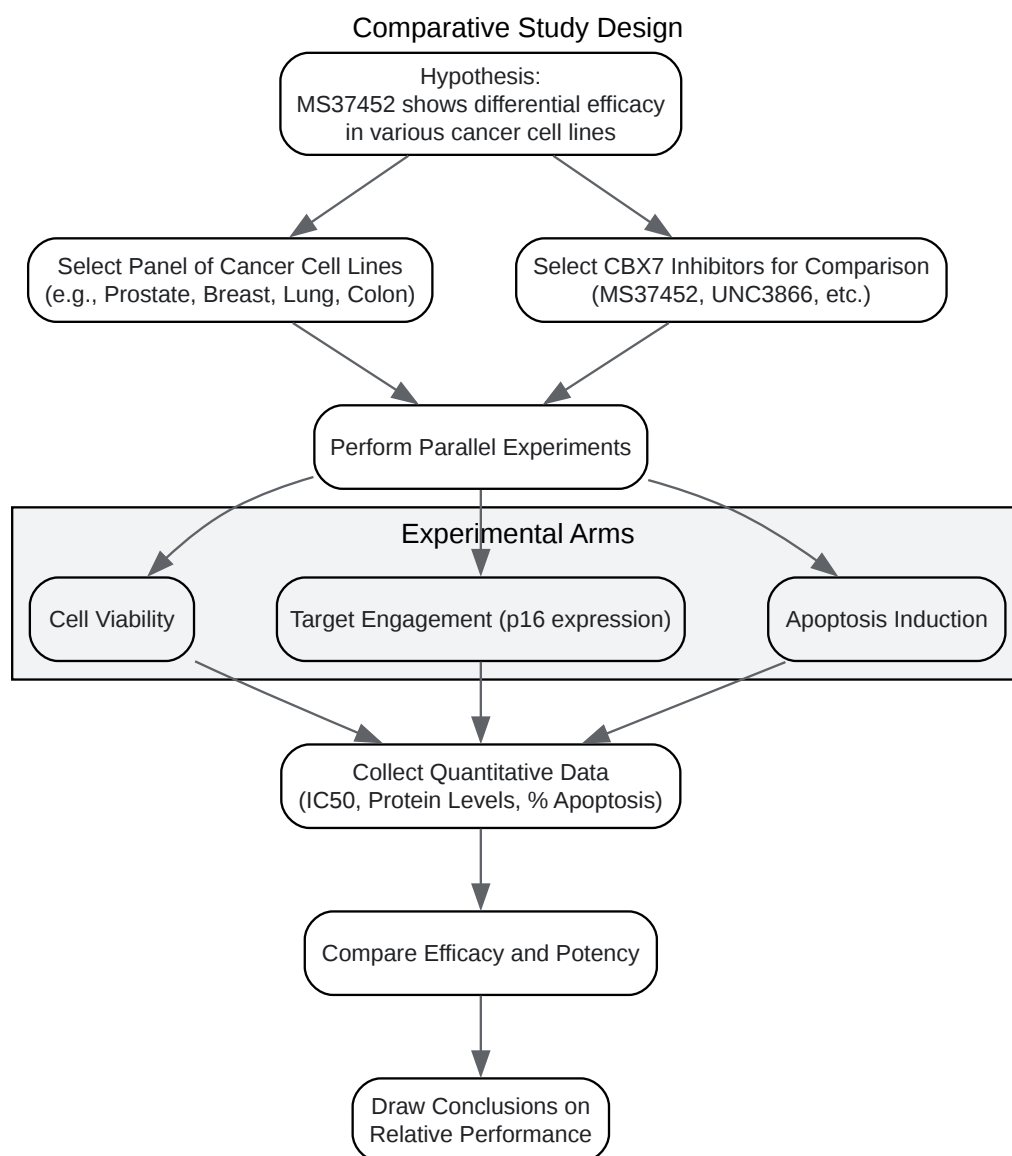 Comparative Study Design
Hypothesis:
MS37452 shows differential efficacy
in various cancer cell lines
Select Panel of Cancer Cell Lines
(e.g., Prostate, Breast, Lung, Colon)
Select CBX7 Inhibitors for Comparison
(MS37452, UNC3866, etc.)
Perform Parallel Experiments
Experimental Arms
Cell Viability
Target Engagement (p16 expression)
Apoptosis Induction
Collect Quantitative Data
(IC50, Protein Levels, % Apoptosis)
Compare Efficacy and Potency
Draw Conclusions on
Relative Performance